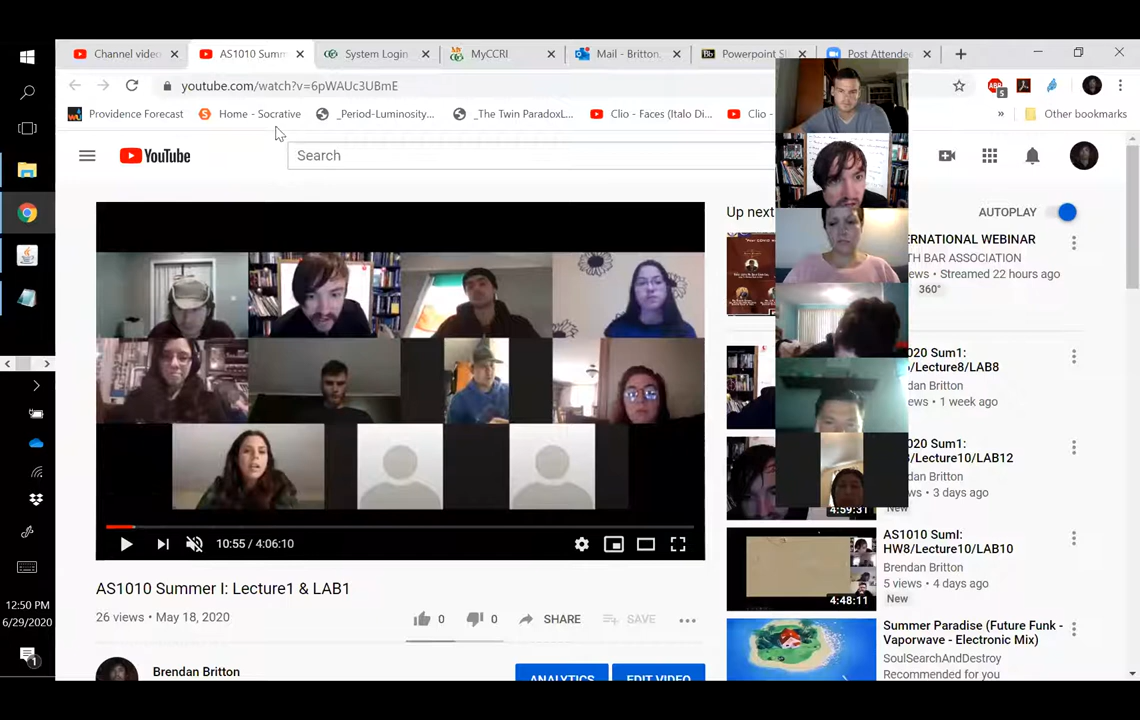 Channel video
AS1010 Summ
System Login
MyCCRI
Mail - Britton,
Powerpoint Sl
Post Attendee
youtube.com/watch?v=6pWAUc3UBmE
Providence Forecast
Home - Socrative
_Period-Luminosity...
_The Twin ParadoxL...
Clio - Faces (Italo Di...
Clio -
»
Other bookmarks
YouTube
Search
Up next
AUTOPLAY
ERNATIONAL WEBINAR
TH BAR ASSOCIATION
ews • Streamed 22 hours ago
360°
020 Sum1:
/Lecture8/LAB8
dan Britton
ws • 1 week ago
020 Sum1:
/Lecture10/LAB12
dan Britton
ws • 3 days ago
New
4:59:31
10:55 / 4:06:10
AS1010 SumI:
HW8/Lecture10/LAB10
Brendan Britton
5 views • 4 days ago
New
4:48:11
AS1010 Summer I: Lecture1 & LAB1
26 views • May 18, 2020
0
0
SHARE
SAVE
Summer Paradise (Future Funk -
Vaporwave - Electronic Mix)
SoulSearchAndDestroy
Recommended for you
Brendan Britton
ANALYTICS
EDIT VIDEO
12:50 PM
6/29/2020
1